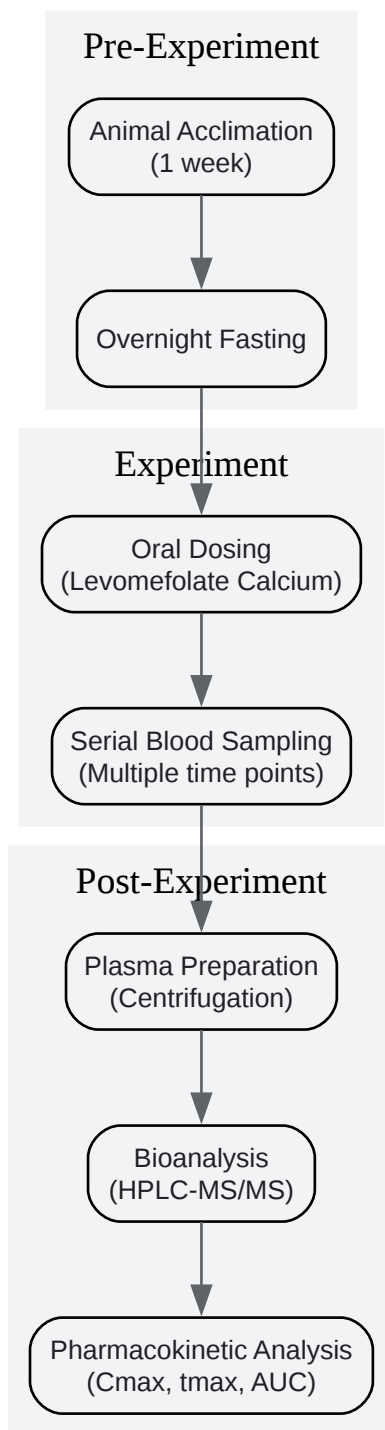 Pre-Experiment
Animal Acclimation
(1 week)
Overnight Fasting
Experiment
Oral Dosing
(Levomefolate Calcium)
Serial Blood Sampling
(Multiple time points)
Post-Experiment
Plasma Preparation
(Centrifugation)
Bioanalysis
(HPLC-MS/MS)
Pharmacokinetic Analysis
(Cmax, tmax, AUC)